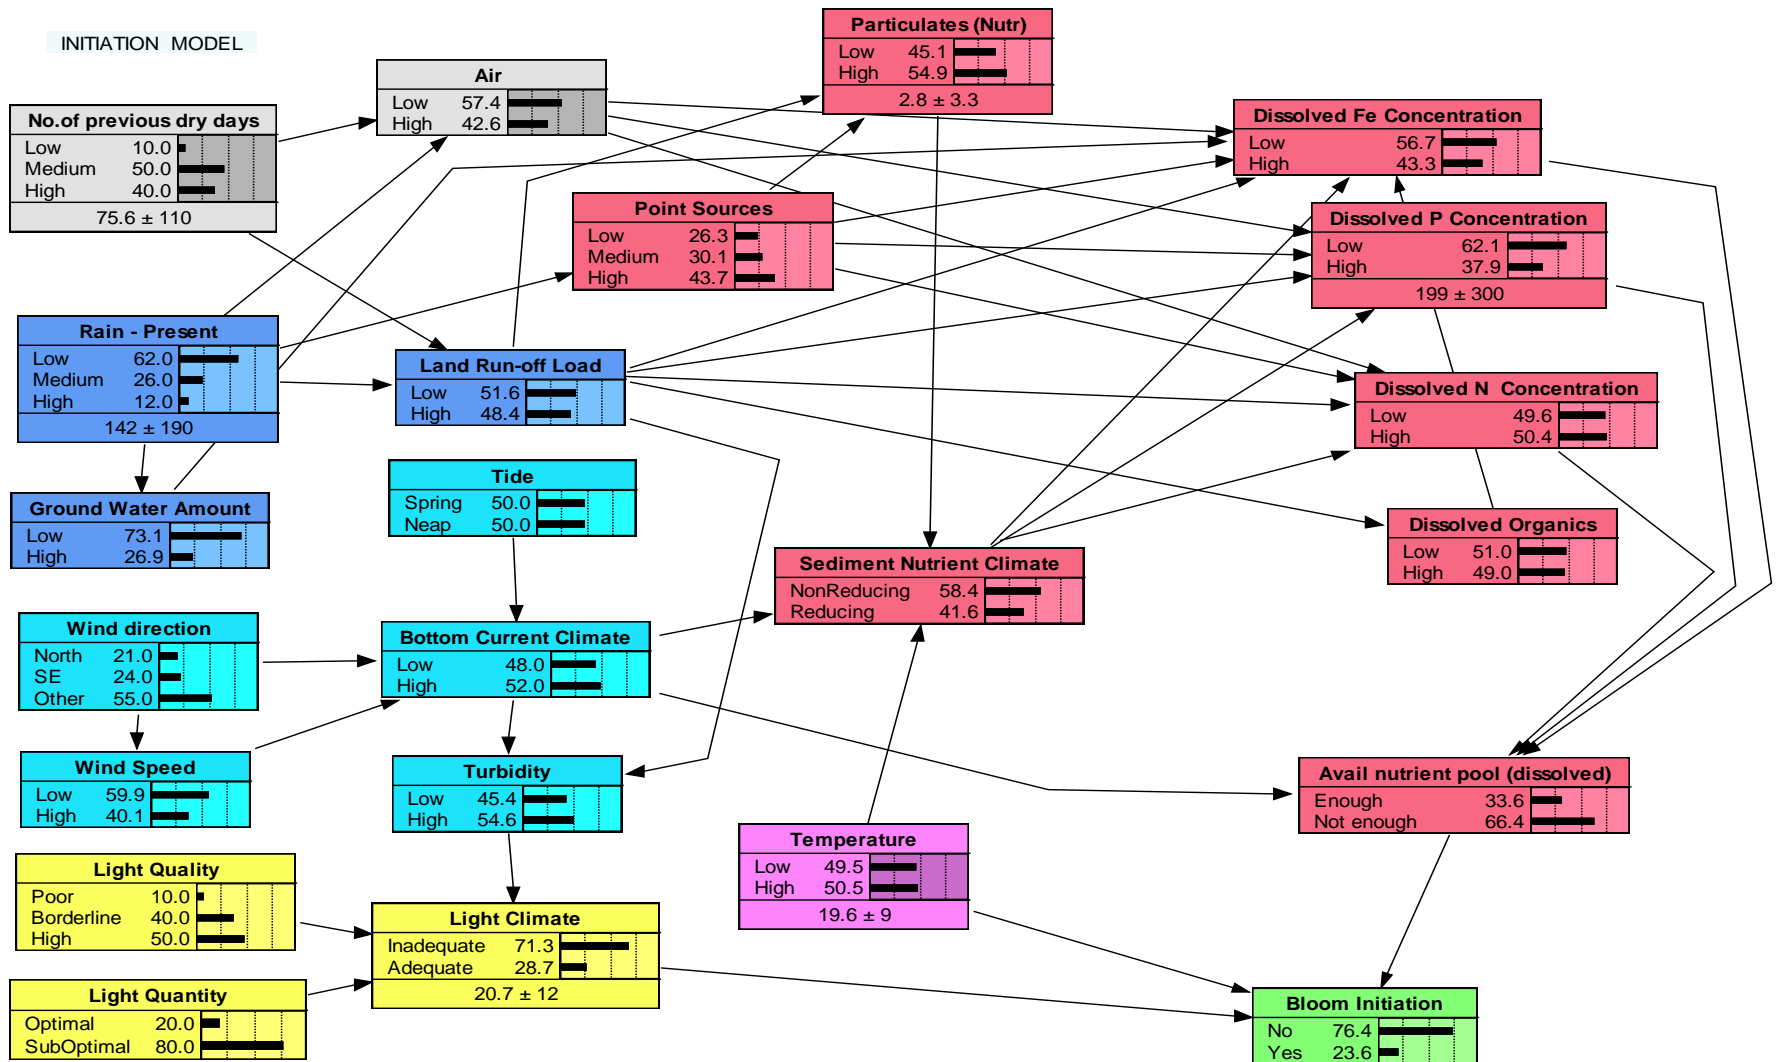 INITIATION MODEL
No.of previous dry days
Low 10.0
Medium 50.0
High 40.0
75.6 ± 110
Air
Low 57.4
High 42.6
Particulates (Nutr)
Low 45.1
High 54.9
2.8 ± 3.3
Dissolved Fe Concentration
Low 56.7
High 43.3
Point Sources
Low 26.3
Medium 30.1
High 43.7
Dissolved P Concentration
Low 62.1
High 37.9
199 ± 300
Rain - Present
Low 62.0
Medium 26.0
High 12.0
142 ± 190
Land Run-off Load
Low 51.6
High 48.4
Dissolved N Concentration
Low 49.6
High 50.4
Tide
Spring 50.0
Neap 50.0
Ground Water Amount
Low 73.1
High 26.9
Dissolved Organics
Low 51.0
High 49.0
Sediment Nutrient Climate
NonReducing 58.4
Reducing 41.6
Wind direction
North 21.0
SE 24.0
Other 55.0
Bottom Current Climate
Low 48.0
High 52.0
Wind Speed
Low 59.9
High 40.1
Turbidity
Low 45.4
High 54.6
Avail nutrient pool (dissolved)
Enough 33.6
Not enough 66.4
Temperature
Low 49.5
High 50.5
19.6 ± 9
Light Quality
Poor 10.0
Borderline 40.0
High 50.0
Light Climate
Inadequate 71.3
Adequate 28.7
20.7 ± 12
Light Quantity
Optimal 20.0
SubOptimal 80.0
Bloom Initiation
No 76.4
Yes 23.6